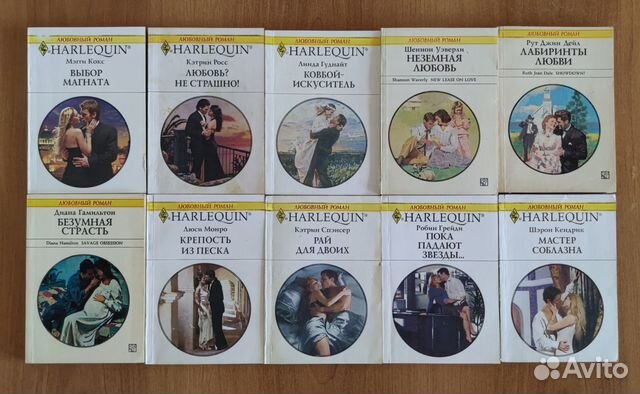 ЛЮБОВНЫЙ РОМАН
HARLEQUIN®
Мэгги Кокс
ВЫБОР
МАГНАТА
ЛЮБОВНЫЙ РОМАН
HARLEQUIN®
Кэтрин Росс
ЛЮБОВЬ?
НЕ СТРАШНО!
ЛЮБОВНЫЙ РОМАН
HARLEQUIN®
Линда Гуднайт
КОВБОЙ-
ИСКУСИТЕЛЬ
ЛЮБОВНЫЙ РОМАН
Шеннон Уэверли
НЕЗЕМНАЯ
ЛЮБОВЬ
Shannon Waverly NEW LEASE ON LOVE
ЛЮБОВНЫЙ РОМАН
Рут Джин Дейл
ЛАБИРИНТЫ
ЛЮБВИ
Ruth Jean Dale SHOWDOWN!
ЛЮБОВНЫЙ РОМАН
Диана Гамильтон
БЕЗУМНАЯ
СТРАСТЬ
Diana Hamilton SAVAGE OBSESSION
ЛЮБОВНЫЙ РОМАН
HARLEQUIN®
Люси Монро
КРЕПОСТЬ
ИЗ ПЕСКА
ЛЮБОВНЫЙ РОМАН
HARLEQUIN®
Кэтрин Спэнсер
РАЙ
ДЛЯ ДВОИХ
ЛЮБОВНЫЙ РОМАН
HARLEQUIN®
Робин Грейди
ПОКА
ПАДАЮТ
ЗВЕЗДЫ...
ЛЮБОВНЫЙ РОМАН
HARLEQUIN®
Шэрон Кендрик
МАСТЕР
СОБЛАЗНА
Avito